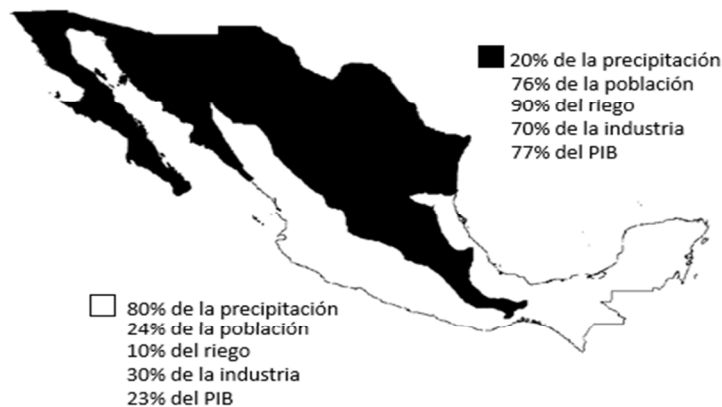 20% de la precipitación
76% de la población
90% del riego
70% de la industria
77% del PIB
80% de la precipitación
24% de la población
10% del riego
30% de la industria
23% del PIB